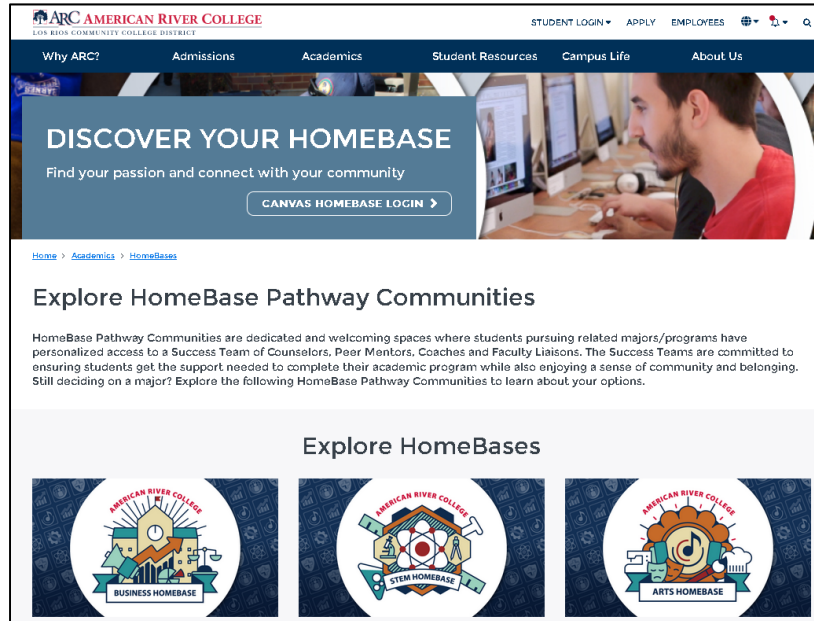 ARC AMERICAN RIVER COLLEGE
LOS RIOS COMMUNITY COLLEGE DISTRICT
STUDENT LOGIN APPLY EMPLOYEES
Why ARC? Admissions Academics Student Resources Campus Life About Us
DISCOVER YOUR HOMEBASE
Find your passion and connect with your community
CANVAS HOMEBASE LOGIN
Home > Academics > HomeBases
Explore HomeBase Pathway Communities
HomeBase Pathway Communities are dedicated and welcoming spaces where students pursuing related majors/programs have
personalized access to a Success Team of Counselors, Peer Mentors, Coaches and Faculty Liaisons. The Success Teams are committed to
ensuring students get the support needed to complete their academic program while also enjoying a sense of community and belonging.
Still deciding on a major? Explore the following HomeBase Pathway Communities to learn about your options.
Explore HomeBases
AMERICAN RIVER COLLEGE
BUSINESS HOMEBASE
AMERICAN RIVER COLLEGE
STEM HOMEBASE
AMERICAN RIVER COLLEGE
ARTS HOMEBASE